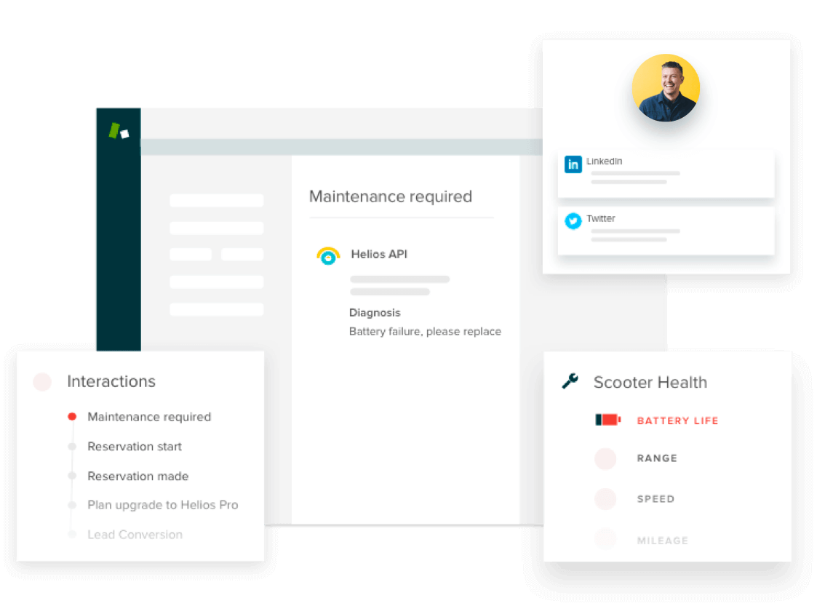 LinkedIn
Twitter
Maintenance required
Helios API
Diagnosis
Battery failure, please replace
Interactions
Maintenance required
Reservation start
Reservation made
Plan upgrade to Helios Pro
Lead Conversion
Scooter Health
BATTERY LIFE
RANGE
SPEED
MILEAGE